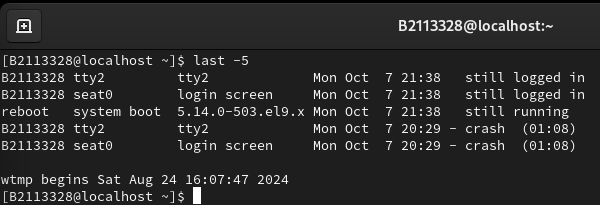 B2113328@localhost:~
[B2113328@localhost ~]$ last -5
B2113328 tty2         tty2             Mon Oct  7 21:38   still logged in
B2113328 seat0        login screen     Mon Oct  7 21:38   still logged in
reboot   system boot  5.14.0-503.el9.x Mon Oct  7 21:38   still running
B2113328 tty2         tty2             Mon Oct  7 20:29 - crash  (01:08)
B2113328 seat0        login screen     Mon Oct  7 20:29 - crash  (01:08)
wtmp begins Sat Aug 24 16:07:47 2024
[B2113328@localhost ~]$